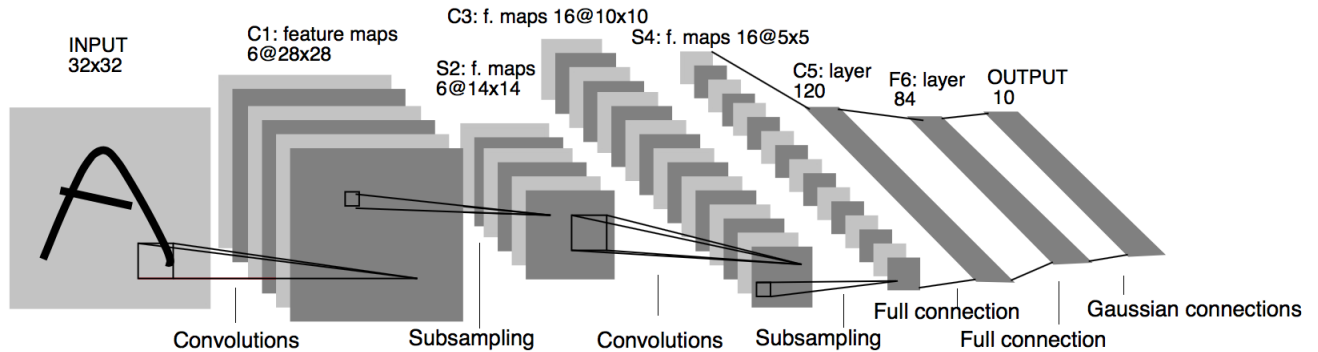 INPUT
32x32
C1: feature maps
6@28x28
S2: f. maps
6@14x14
C3: f. maps 16@10x10
S4: f. maps 16@5x5
C5: layer
120
F6: layer
84
OUTPUT
10
Convolutions
Subsampling
Convolutions
Subsampling
Full connection
Full connection
Gaussian connections